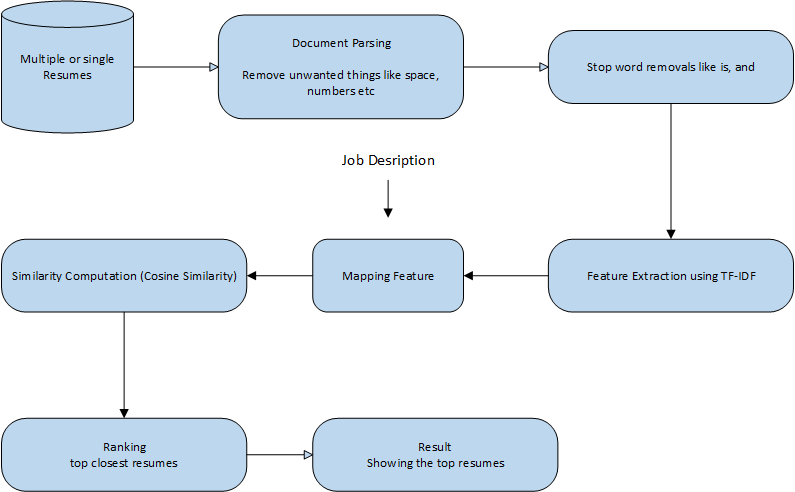 Multiple or single
Resumes
Document Parsing
Remove unwanted things like space,
numbers etc
Stop word removals like is, and
Job Desription
Similarity Computation (Cosine Similarity)
Mapping Feature
Feature Extraction using TF-IDF
Ranking
top closest resumes
Result
Showing the top resumes